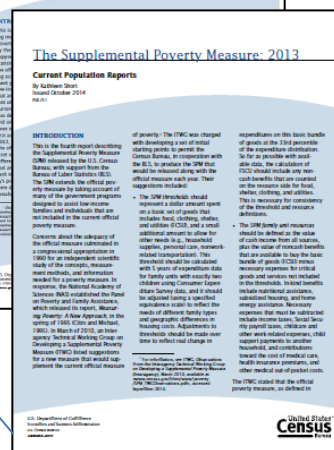 The Supplemental Poverty Measure: 2013
Current Population Reports
By Kathleen Short
Issued October 2014
P60-251
INTRODUCTION
This is the fourth report describing
the Supplemental Poverty Measure
(SPM) released by the U.S. Census
Bureau, with support from the
Bureau of Labor Statistics (BLS).
The SPM extends the official pov-
erty measure by taking account of
many of the government programs
designed to assist low-income
families and individuals that are
not included in the current official
poverty measure.
Concerns about the adequacy of
the official measure culminated in
a congressional appropriation in
1990 for an independent scientific
study of the concepts, measure-
ment methods, and information
needed for a poverty measure. In
response, the National Academy of
Sciences (NAS) established the Panel
on Poverty and Family Assistance,
which released its report, Measur-
ing Poverty: A New Approach, in the
spring of 1995 (Citro and Michael,
1995). In March of 2010, an Inter-
agency Technical Working Group on
Developing a Supplemental Poverty
Measure (ITWG) listed suggestions
for a new measure that would sup-
plement the current official measure
of poverty. The ITWG was charged
with developing a set of initial
starting points to permit the
Census Bureau, in cooperation with
the BLS, to produce the SPM that
would be released along with the
official measure each year. Their
suggestions included:
• The SPM thresholds should
represent a dollar amount spent
on a basic set of goods that
includes food, clothing, shelter,
and utilities (FCSU), and a small
additional amount to allow for
other needs (e.g., household
supplies, personal care, nonwork-
related transportation). This
threshold should be calculated
with 5 years of expenditure data
for family units with exactly two
children using Consumer Expen-
diture Survey data, and it should
be adjusted (using a specified
equivalence scale) to reflect the
needs of different family types
and geographic differences in
housing costs. Adjustments to
thresholds should be made over
time to reflect real change in
expenditures on this basic bundle
of goods at the 33rd percentile
of the expenditure distribution.
So far as possible with avail-
able data, the calculation of
FSCU should include any non-
cash benefits that are counted
on the resource side for food,
shelter, clothing, and utilities.
This is necessary for consistency
of the threshold and resource
definitions.
• The SPM family unit resources
should be defined as the value
of cash income from all sources,
plus the value of noncash benefits
that are available to buy the basic
bundle of goods (FCSU) minus
necessary expenses for critical
goods and services not included
in the thresholds. In-kind benefits
include nutritional assistance,
subsidized housing, and home
energy assistance. Necessary
expenses that must be subtracted
include income taxes, Social Secu-
rity payroll taxes, childcare and
other work-related expenses, child
support payments to another
household, and contributions
toward the cost of medical care,
health insurance premiums, and
other medical out-of-pocket costs.
The ITWG stated that the official
poverty measure, as defined in
U.S. Department of Commerce
Economics and Statistics Administration
U.S. CENSUS BUREAU
census.gov
United States
Census
Bureau